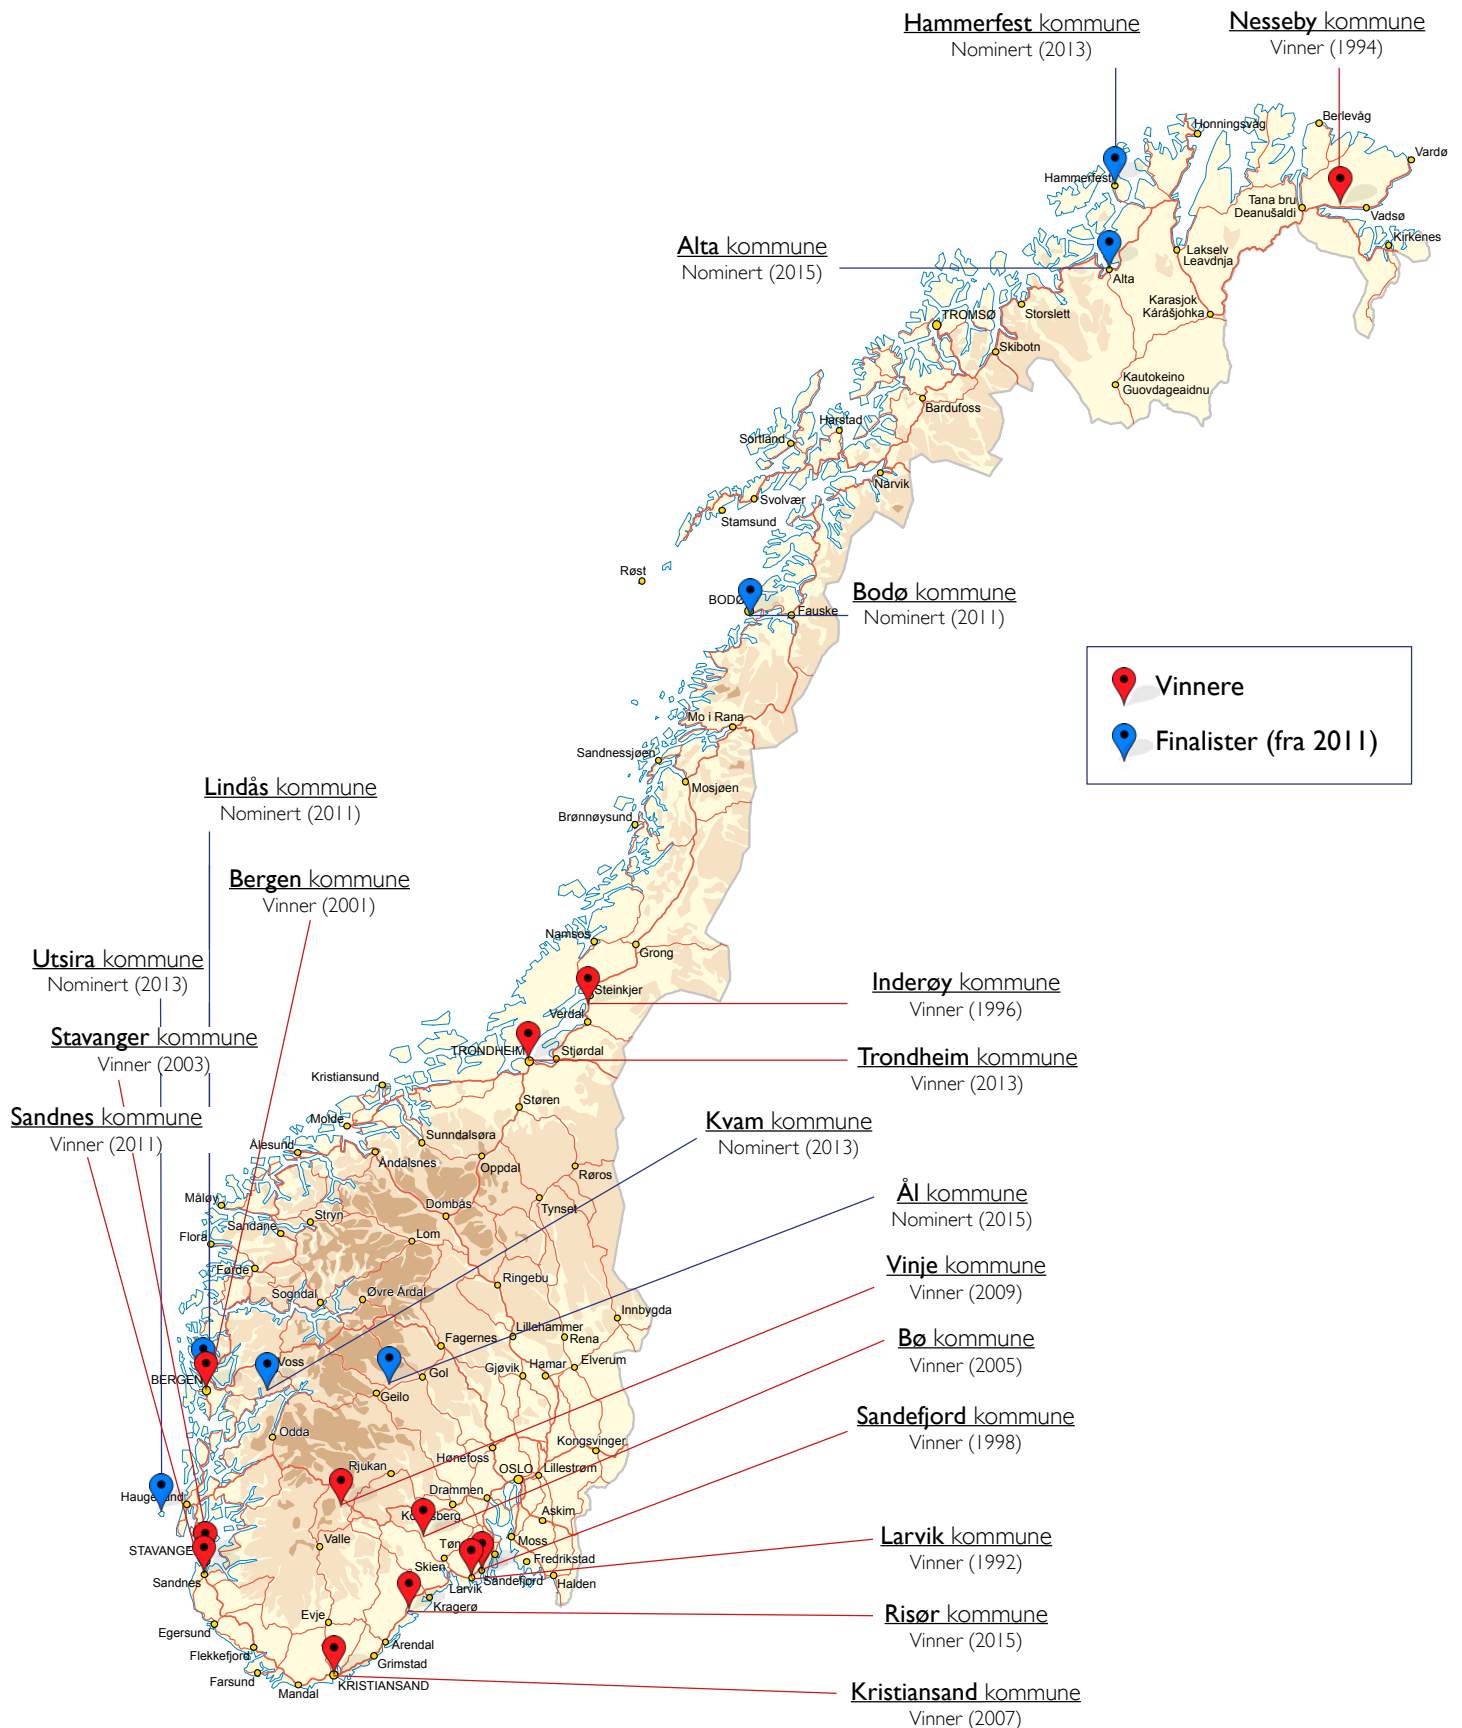 Hammerfest kommune
Nominert (2013)
Nesseby kommune
Vinner (1994)
Honningsvåg
Berlevåg
Vardø
Hammerfest
Tana bru
Deanušaldi
Vadsø
Kirkenes
Alta kommune
Nominert (2015)
Lakselv
Leavdnja
Alta
Karasjok
Kárášjohka
Storslett
TROMSØ
Skibotn
Kautokeino
Guovdageaidnu
Bardufoss
Harstad
Sortland
Narvik
Svolvær
Stamsund
Røst
BODØ
Fauske
Bodø kommune
Nominert (2011)
Vinnere
Finalister (fra 2011)
Mo i Rana
Sandnessjøen
Mosjøen
Brønnøysund
Lindås kommune
Nominert (2011)
Bergen kommune
Vinner (2001)
Namsos
Grong
Utsira kommune
Nominert (2013)
Steinkjer
Inderøy kommune
Vinner (1996)
Verdal
Stavanger kommune
Vinner (2003)
TRONDHEIM
Stjørdal
Trondheim kommune
Vinner (2013)
Kristiansund
Støren
Sandnes kommune
Vinner (2011)
Molde
Sunndalsøra
Kvam kommune
Nominert (2013)
Ålesund
Åndalsnes
Oppdal
Røros
Ål kommune
Nominert (2015)
Måløy
Sandane
Stryn
Dombås
Tynset
Flora
Lom
Førde
Vinje kommune
Vinner (2009)
Ringebu
Sogndal
Øvre Årdal
Innbygda
Bø kommune
Vinner (2005)
Fagernes
Lillehammer
Rena
Voss
BERGEN
Gol
Gjøvik
Hamar
Elverum
Geilo
Sandefjord kommune
Vinner (1998)
Odda
Hønefoss
Kongsvinger
Rjukan
OSLO
Lillestrøm
Drammen
Askim
Valle
Moss
Larvik kommune
Vinner (1992)
STAVANGE
Skien
Fredrikstad
Sandnes
Larvik
Sandefjord
Halden
Kragerø
Risør kommune
Vinner (2015)
Egersund
Evje
Arendal
Flekkefjord
Grimstad
Farsund
Mandal
KRISTIANSAND
Kristiansand kommune
Vinner (2007)